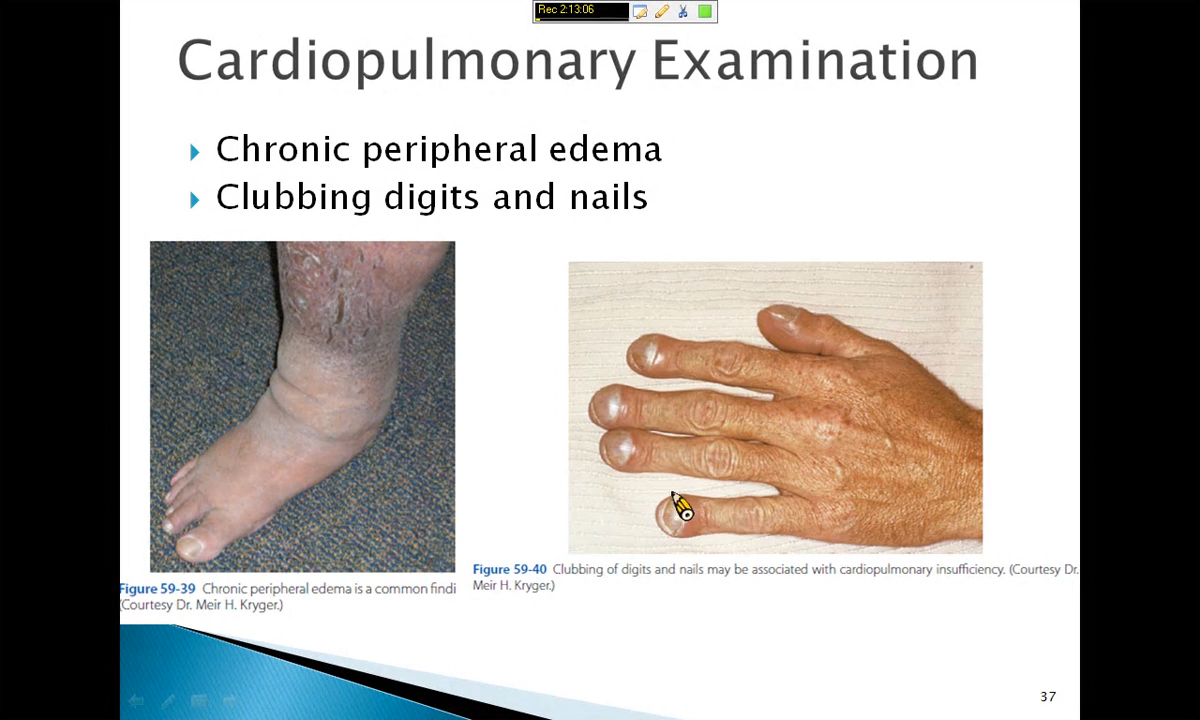 Rec 2:13:06
Cardiopulmonary Examination
Chronic peripheral edema
Clubbing digits and nails
Figure 59-39 Chronic peripheral edema is a common findi
(Courtesy Dr. Meir H. Kryger.)
Figure 59-40 Clubbing of digits and nails may be associated with cardiopulmonary insufficiency. (Courtesy Dr.
Meir H. Kryger.)
37